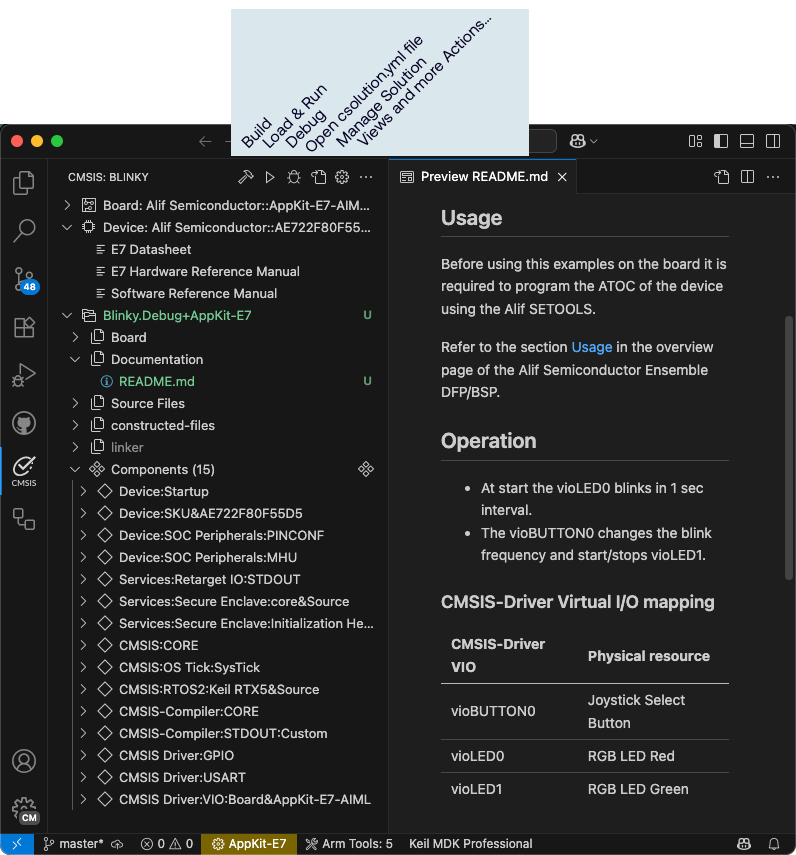 Build
Load & Run
Debug
Open csolution.yml file
Manage Solution
Views and more Actions...
CMSIS: BLINKY
Preview README.md
Board: Alif Semiconductor::AppKit-E7-AIM...
Device: Alif Semiconductor::AE722F80F55...
E7 Datasheet
E7 Hardware Reference Manual
Software Reference Manual
Blinky.Debug+AppKit-E7 U
Board
Documentation
README.md U
Source Files
constructed-files
linker
Components (15)
Device:Startup
Device:SKU&AE722F80F55D5
Device:SOC Peripherals:PINCONF
Device:SOC Peripherals:MHU
Services:Retarget IO:STDOUT
Services:Secure Enclave:core&Source
Services:Secure Enclave:Initialization He...
CMSIS:CORE
CMSIS:OS Tick:SysTick
CMSIS:RTOS2:Keil RTX5&Source
CMSIS-Compiler:CORE
CMSIS-Compiler:STDOUT:Custom
CMSIS Driver:GPIO
CMSIS Driver:USART
CMSIS Driver:VIO:Board&AppKit-E7-AIML
48
CMSIS
CM
Usage
Before using this examples on the board it is
required to program the ATOC of the device
using the Alif SETOOLS.
Refer to the section Usage in the overview
page of the Alif Semiconductor Ensemble
DFP/BSP.
Operation
• At start the vioLED0 blinks in 1 sec
interval.
• The vioBUTTON0 changes the blink
frequency and start/stops vioLED1.
CMSIS-Driver Virtual I/O mapping
CMSIS-Driver
VIO
Physical resource
vioBUTTON0
Joystick Select
Button
vioLED0 RGB LED Red
vioLED1 RGB LED Green
master* 0 0 AppKit-E7 Arm Tools: 5 Keil MDK Professional